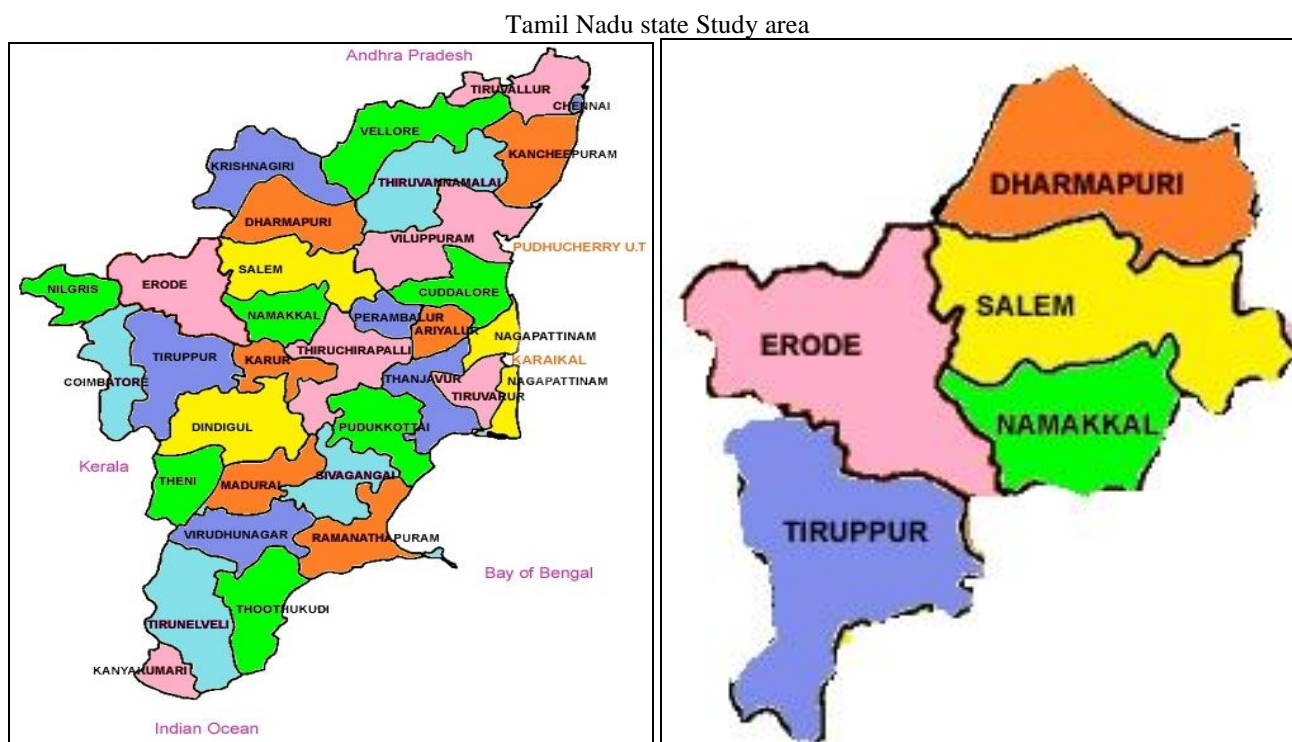 Tamil Nadu state Study area
Andhra Pradesh
TIRUVALLUR
CHENNAI
VELLORE
KANCHEEPURAM
KRISHNAGIRI
THIRUVANNAMALAI
DHARMAPURI
VILUPPURAM
PUDHUCHERRY U.T
SALEM
ERODE
NILGRIS
CUDDALORE
NAMAKKAL
PERAMBALUR
ARIYALUR
NAGAPATTINAM
THIRUCHIRAPALLI
TIRUPPUR
KARUR
KARAIKAL
COIMBATORE
THANJAVUR
NAGAPATTINAM
TIRUVARUR
DINDIGUL
PUDUKKOTTAI
Kerala
SIVAGANGAI
THENI
MADURAI
VIRUDHUNAGAR
RAMANATHAPURAM
Bay of Bengal
THOOTHUKUDI
TIRUNELVELI
KANYAKUMARI
Indian Ocean
DHARMAPURI
SALEM
ERODE
NAMAKKAL
TIRUPPUR